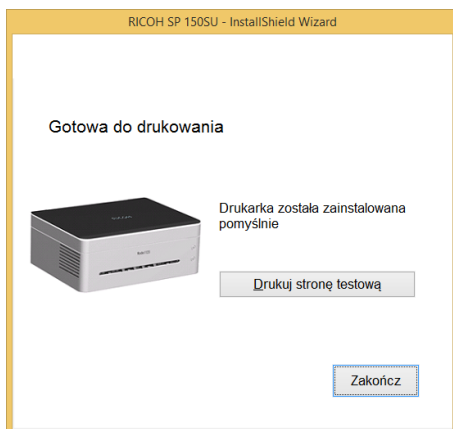 RICOH SP 150SU - InstallShield Wizard
Gotowa do drukowania
Drukarka została zainstalowana
pomyślnie
Drukuj stronę testową
Zakończ